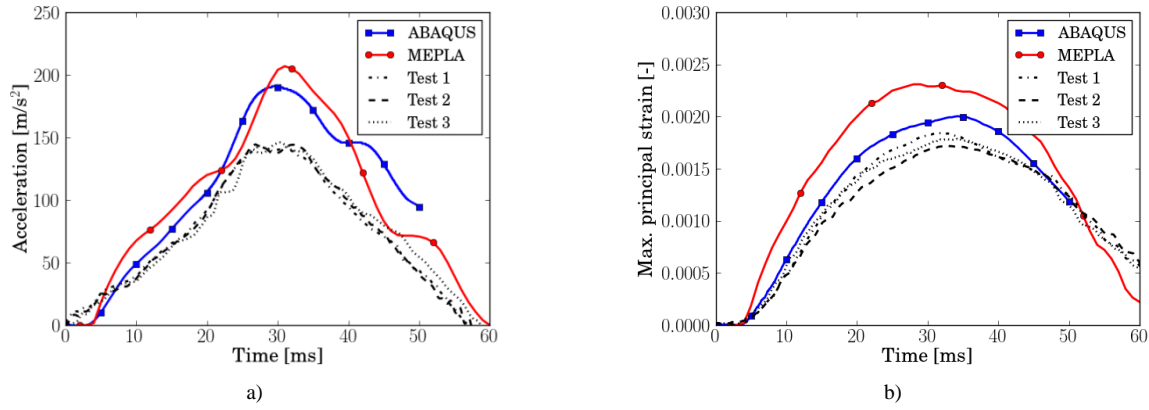 250
200
150
100
50
0
Acceleration [m/s²]
0 10 20 30 40 50 60
Time [ms]
ABAQUS
MEPLA
Test 1
Test 2
Test 3
a)
0.0030
0.0025
0.0020
0.0015
0.0010
0.0005
0.0000
Max. principal strain [-]
0 10 20 30 40 50 60
Time [ms]
ABAQUS
MEPLA
Test 1
Test 2
Test 3
b)